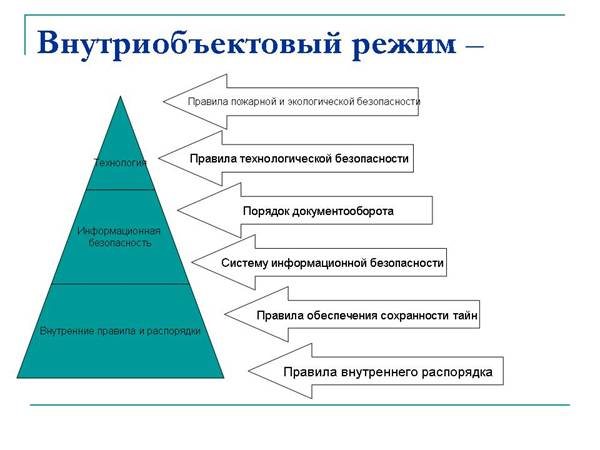 Внутриобъектовый режим –
Правила пожарной и экологической безопасности
Технология
Правила технологической безопасности
Порядок документооборота
Информационная
безопасность
Систему информационной безопасности
Правила обеспечения сохранности тайн
Внутренние правила и распорядки
Правила внутреннего распорядка